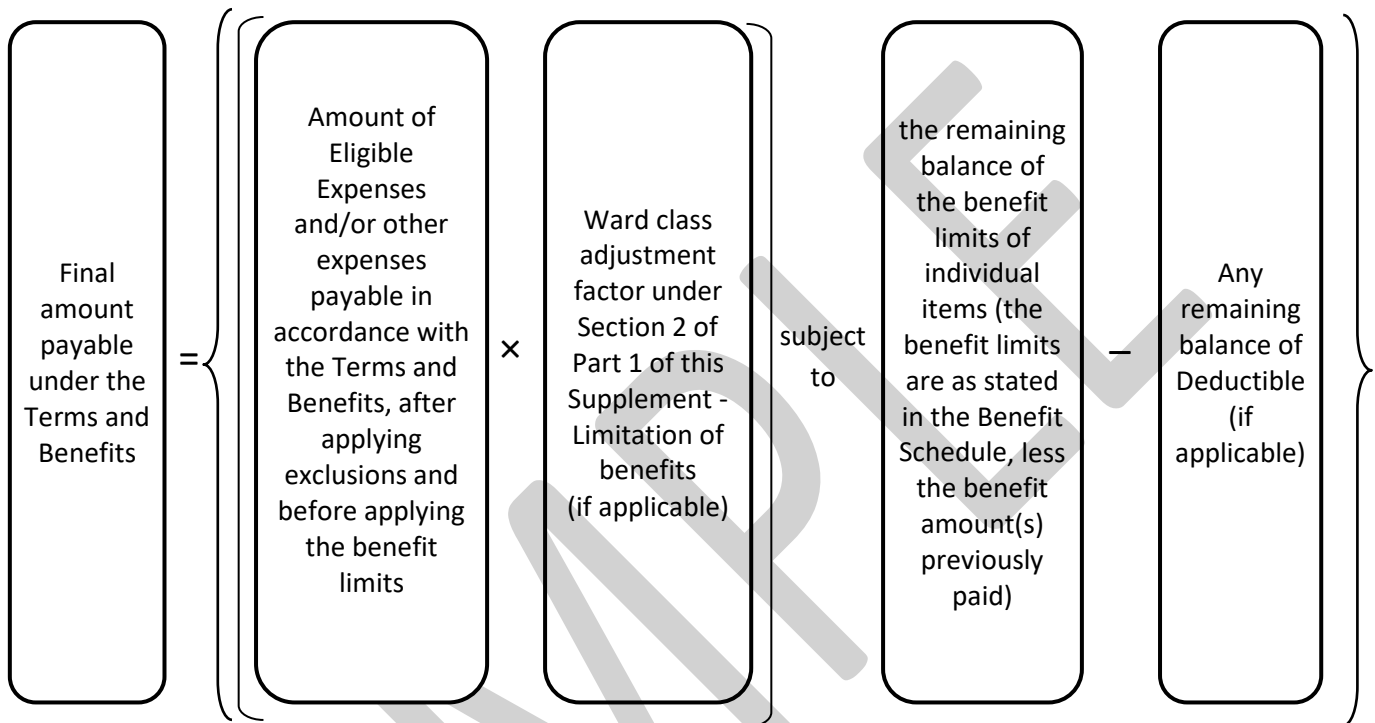 Final
amount
payable
under the
Terms and
Benefits
=
Amount of
Eligible
Expenses
and/or other
expenses
payable in
accordance with
the Terms and
Benefits, after
applying
exclusions and
before applying
the benefit
limits
×
Ward class
adjustment
factor under
Section 2 of
Part 1 of this
Supplement -
Limitation of
benefits
(if applicable)
subject
to
the remaining
balance of
the benefit
limits of
individual
items (the
benefit limits
are as stated
in the Benefit
Schedule, less
the benefit
amount(s)
previously
paid)
–
Any
remaining
balance of
Deductible
(if
applicable)
MPLE